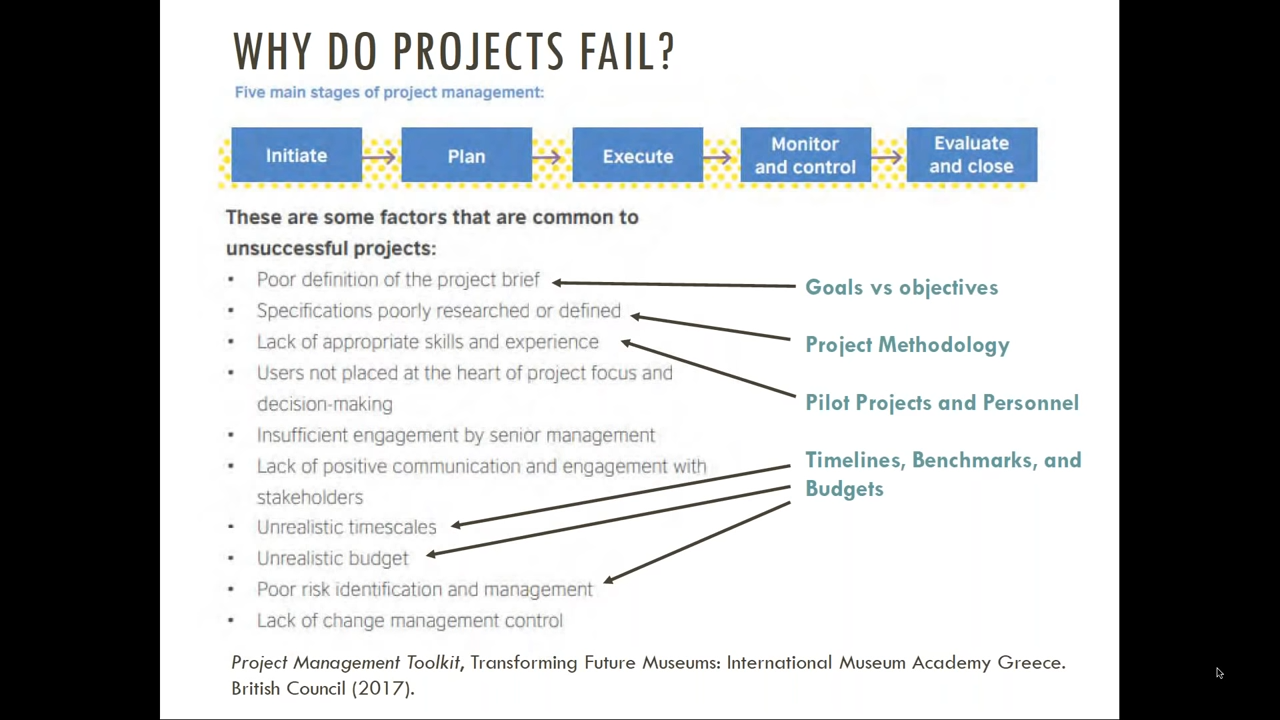 WHY DO PROJECTS FAIL?
Five main stages of project management:
Initiate
Plan
Execute
Monitor
and control
Evaluate
and close
These are some factors that are common to
unsuccessful projects:
• Poor definition of the project brief
• Specifications poorly researched or defined
• Lack of appropriate skills and experience
• Users not placed at the heart of project focus and
decision-making
• Insufficient engagement by senior management
• Lack of positive communication and engagement with
stakeholders
• Unrealistic timescales
• Unrealistic budget
• Poor risk identification and management
• Lack of change management control
Goals vs objectives
Project Methodology
Pilot Projects and Personnel
Timelines, Benchmarks, and
Budgets
Project Management Toolkit, Transforming Future Museums: International Museum Academy Greece.
British Council (2017).